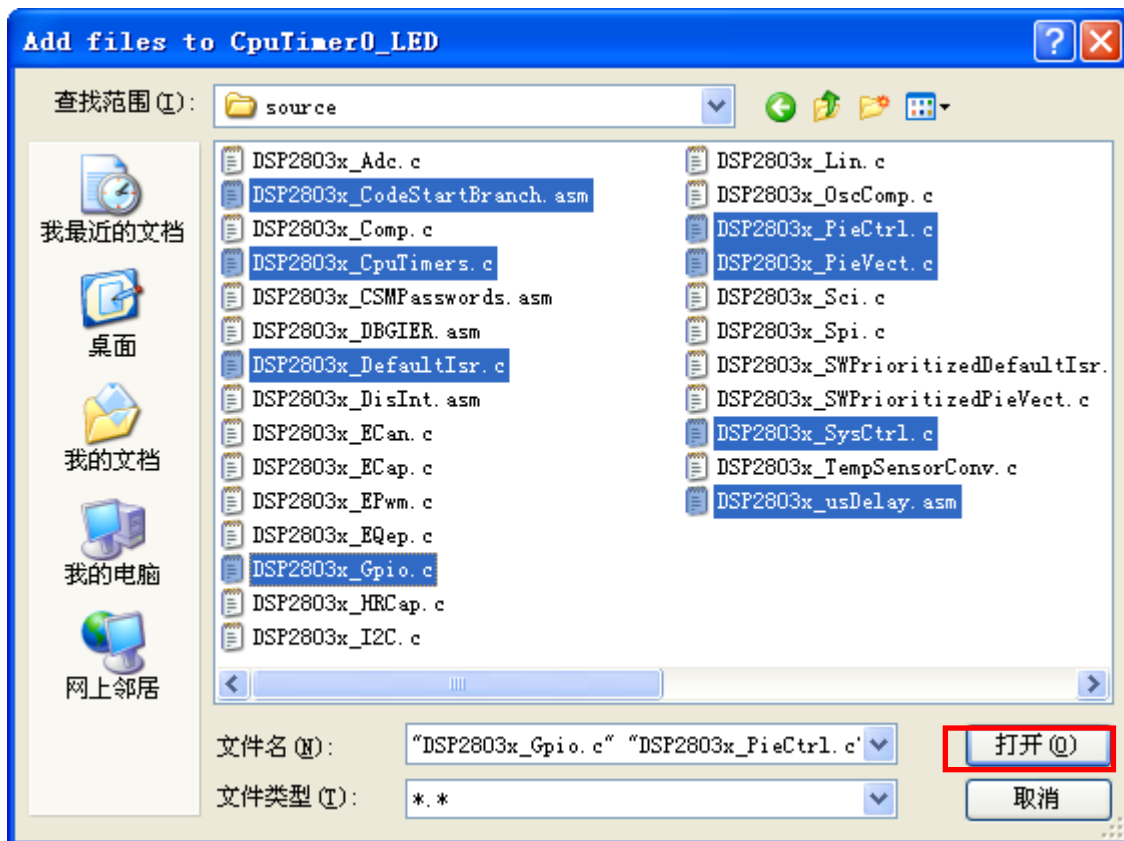 Add files to CpuTimer0_LED
查找范围(I):
source
我最近的文档
桌面
我的文档
我的电脑
网上邻居
DSP2803x_Adc.c
DSP2803x_CodeStartBranch.asm
DSP2803x_Comp.c
DSP2803x_CpuTimers.c
DSP2803x_CSMPasswords.asm
DSP2803x_DBGIER.asm
DSP2803x_DefaultIsr.c
DSP2803x_DisInt.asm
DSP2803x_ECan.c
DSP2803x_ECap.c
DSP2803x_EPwm.c
DSP2803x_EQep.c
DSP2803x_Gpio.c
DSP2803x_HRCap.c
DSP2803x_I2C.c
DSP2803x_Lin.c
DSP2803x_OscComp.c
DSP2803x_PieCtrl.c
DSP2803x_PieVect.c
DSP2803x_Sci.c
DSP2803x_Spi.c
DSP2803x_SWPrioritizedDefaultIsr.
DSP2803x_SWPrioritizedPieVect.c
DSP2803x_SysCtrl.c
DSP2803x_TempSensorConv.c
DSP2803x_usDelay.asm
文件名(N):
"DSP2803x_Gpio.c" "DSP2803x_PieCtrl.c"
打开(O)
文件类型(T):
*.*
取消